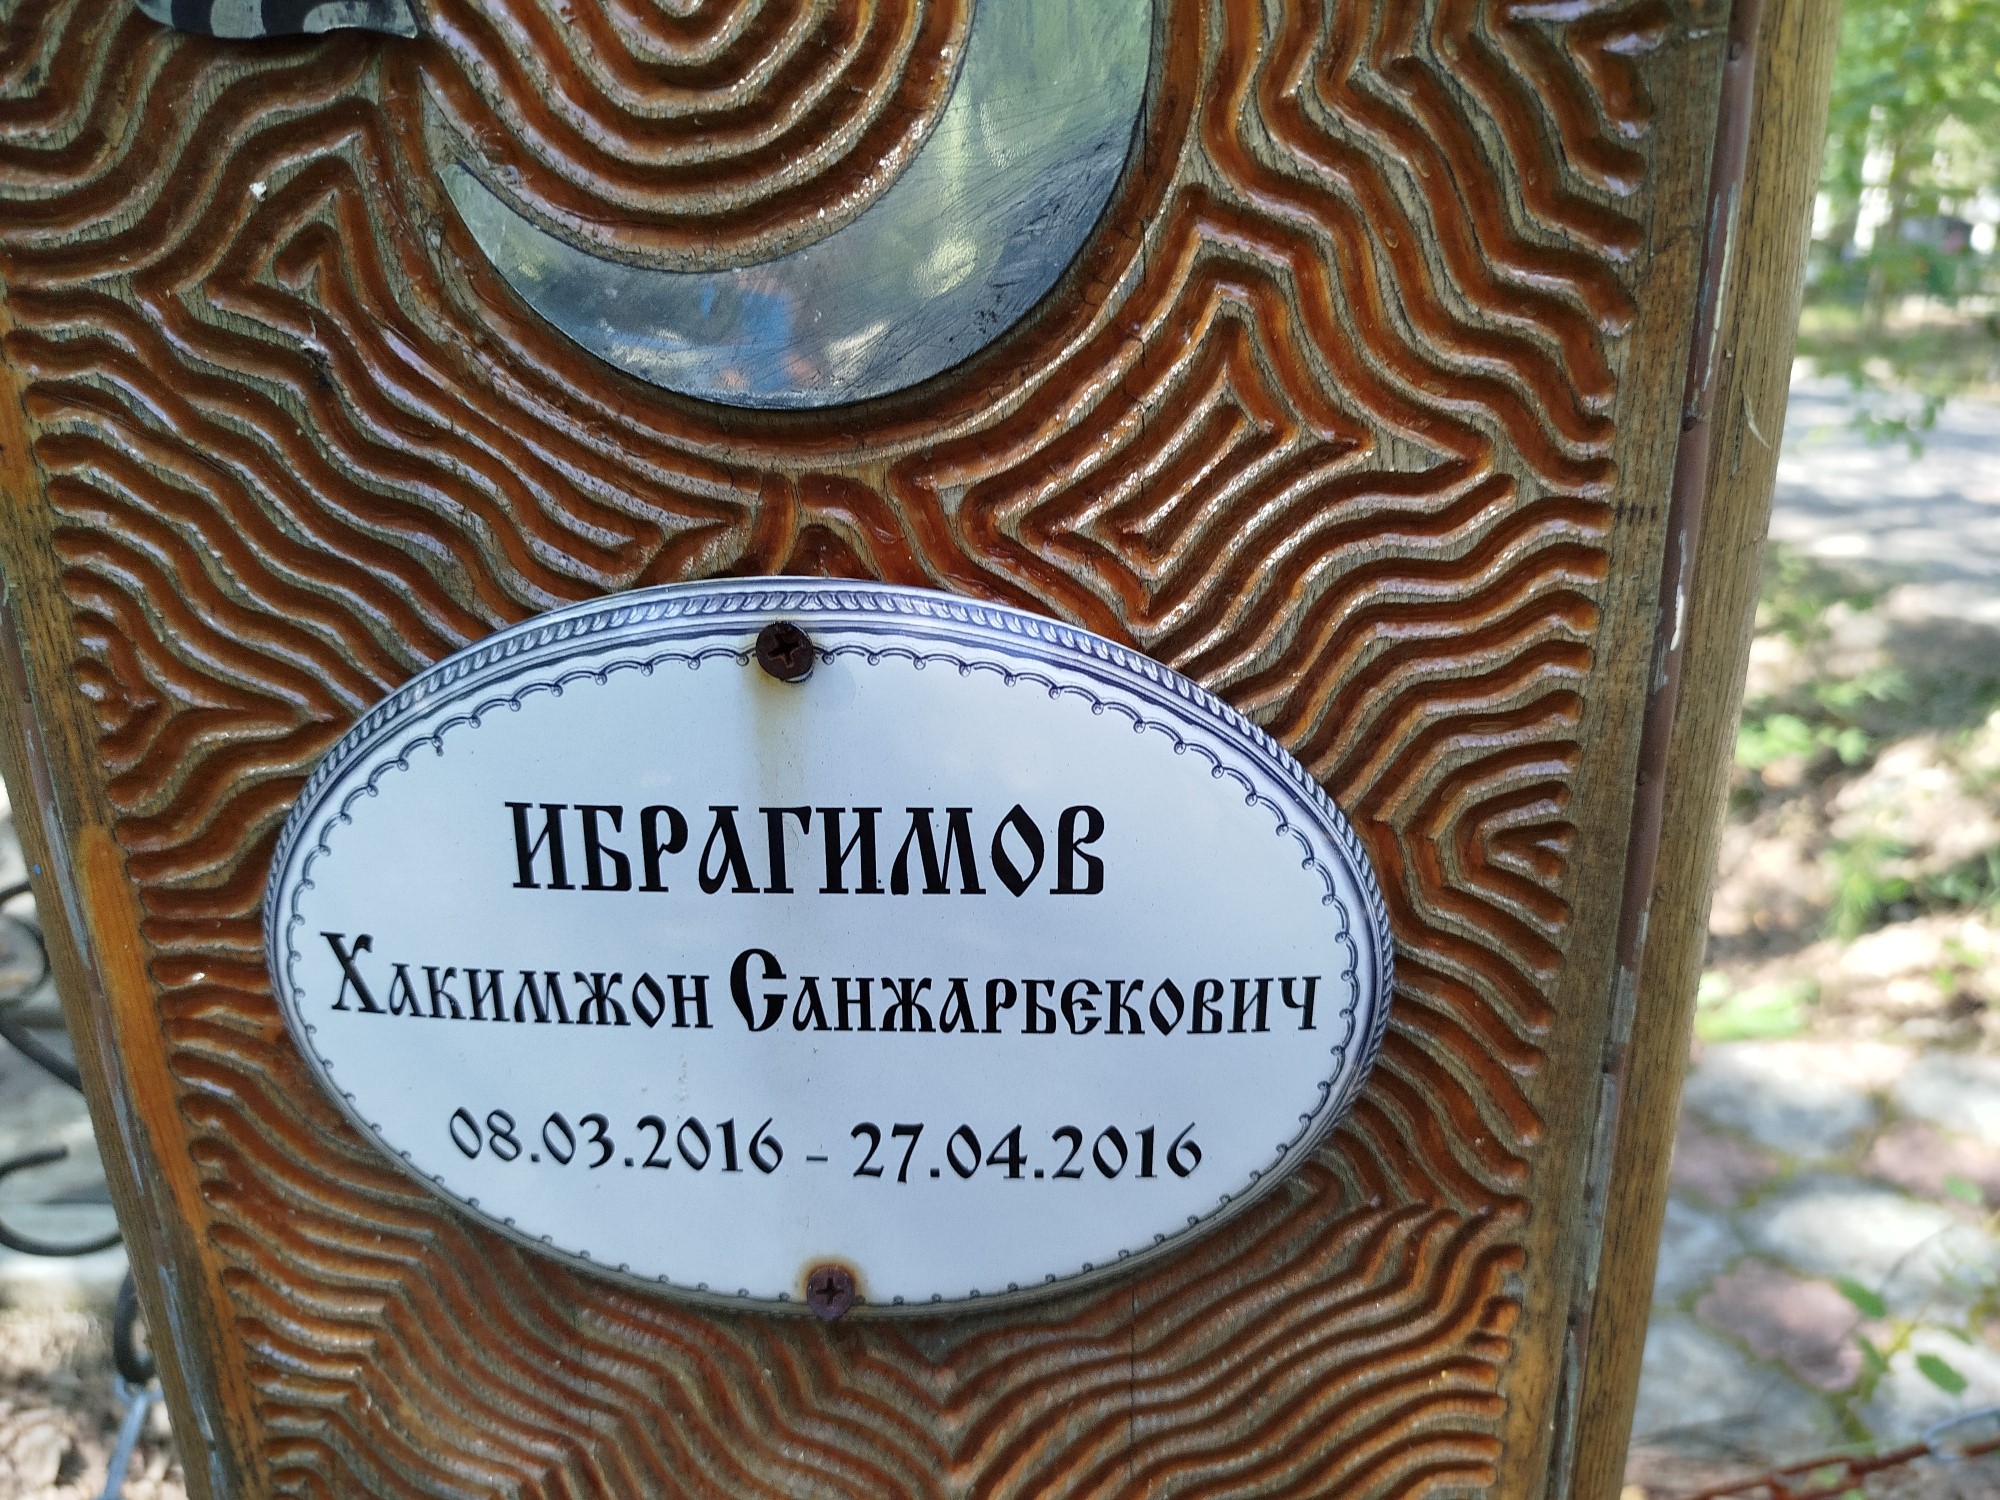 ИБРАГИМОВ
Хакимжон Санжарбекович
08.03.2016 - 27.04.2016